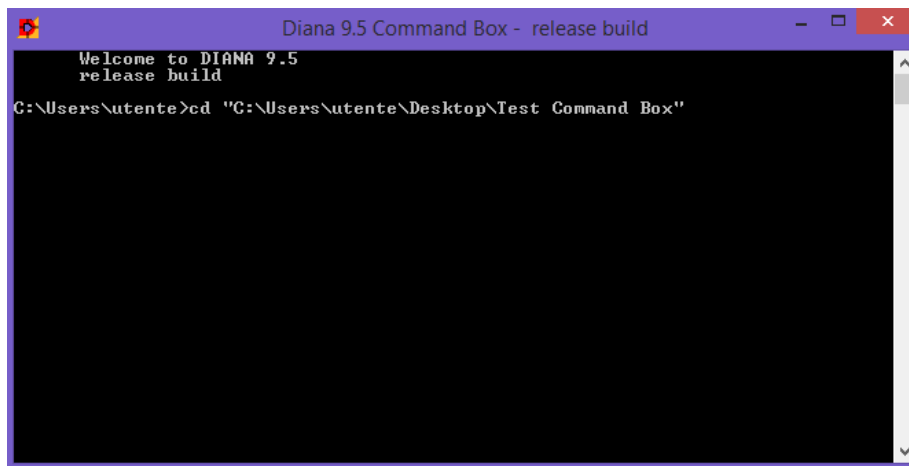 Diana 9.5 Command Box - release build
Welcome to DIANA 9.5
release build
C:\Users\utente>cd "C:\Users\utente\Desktop\Test Command Box"